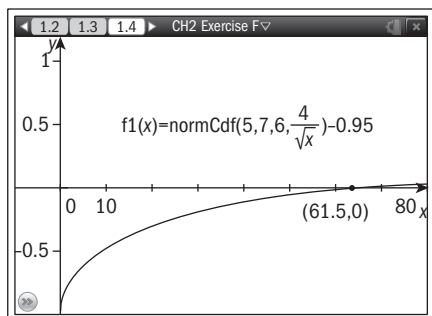 1.2 1.3 1.4 CH2 Exercise F
y
1
0.5
f1(x)=normCdf(5,7,6,4/√x)–0.95
0 10 (61.5,0) 80 x
-0.5